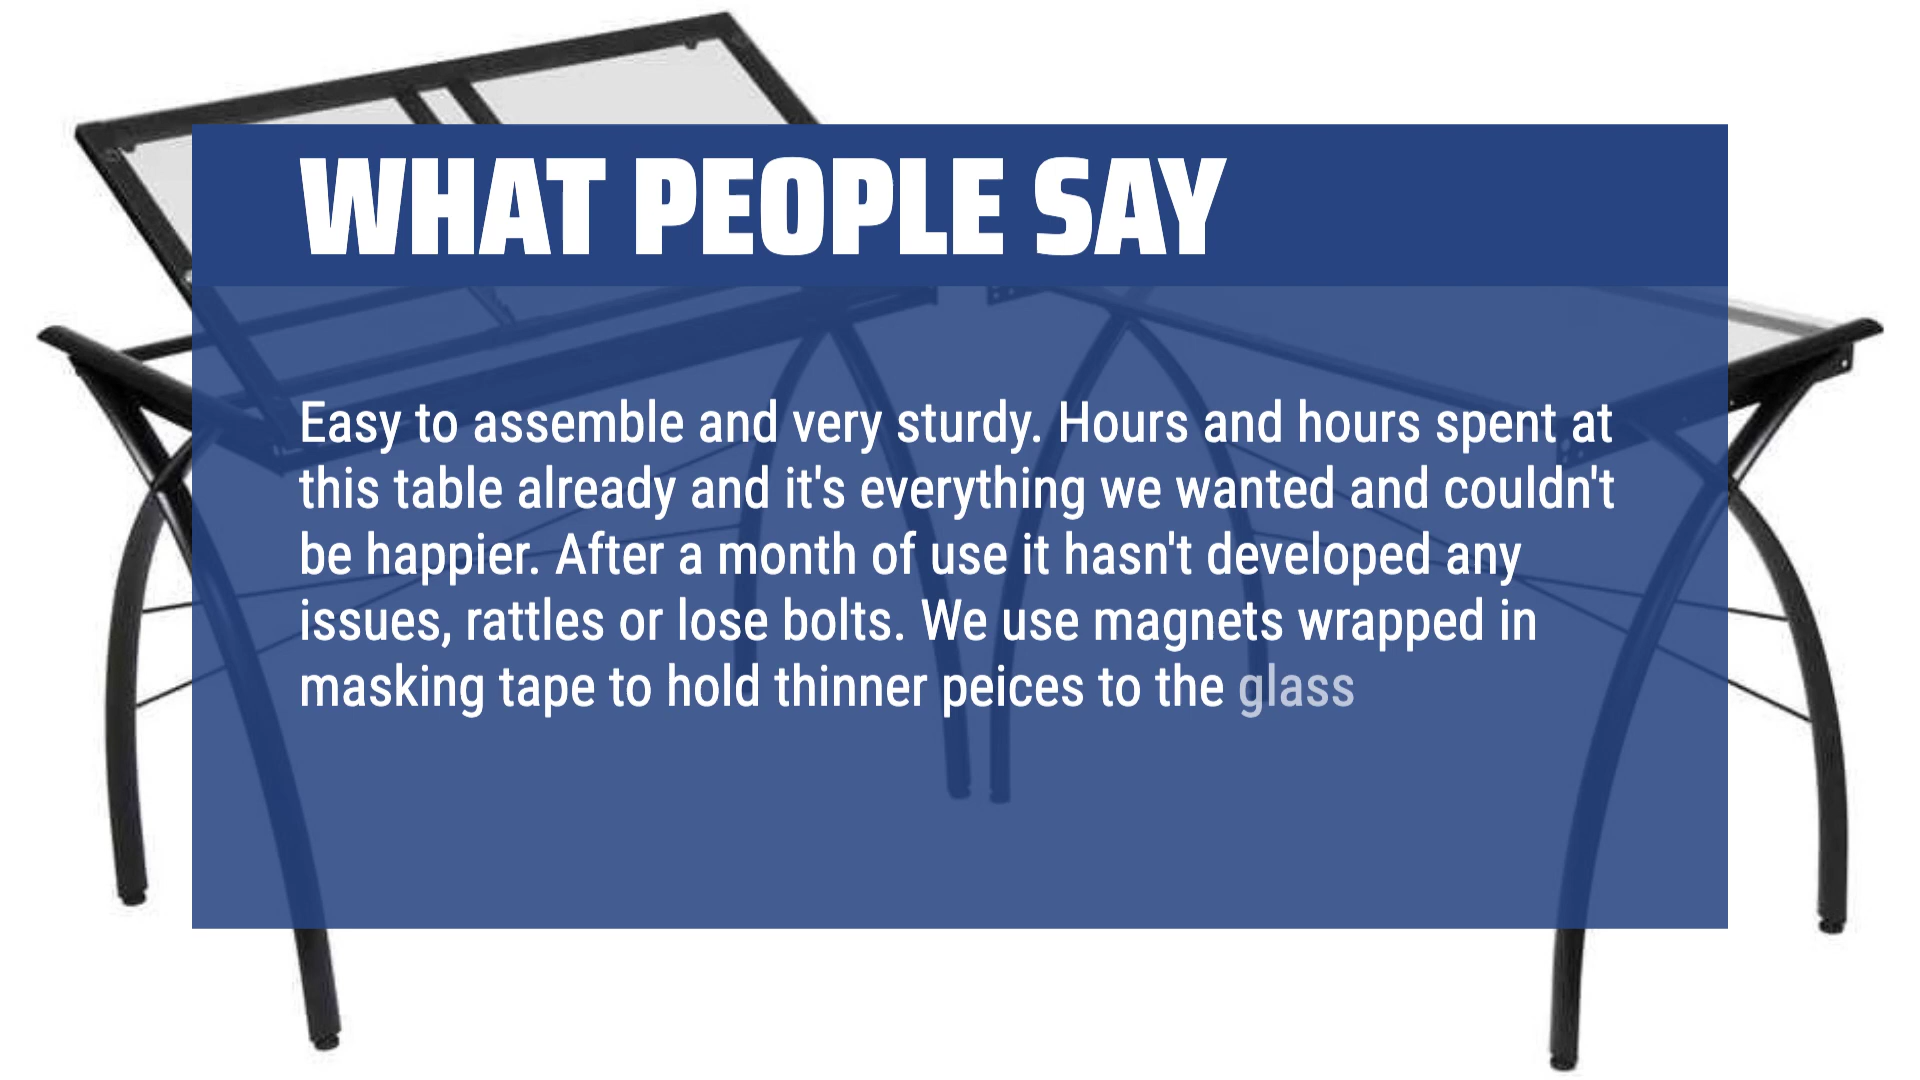 WHAT PEOPLE SAY
Easy to assemble and very sturdy. Hours and hours spent at
this table already and it's everything we wanted and couldn't
be happier. After a month of use it hasn't developed any
issues, rattles or lose bolts. We use magnets wrapped in
masking tape to hold thinner peices to the glass